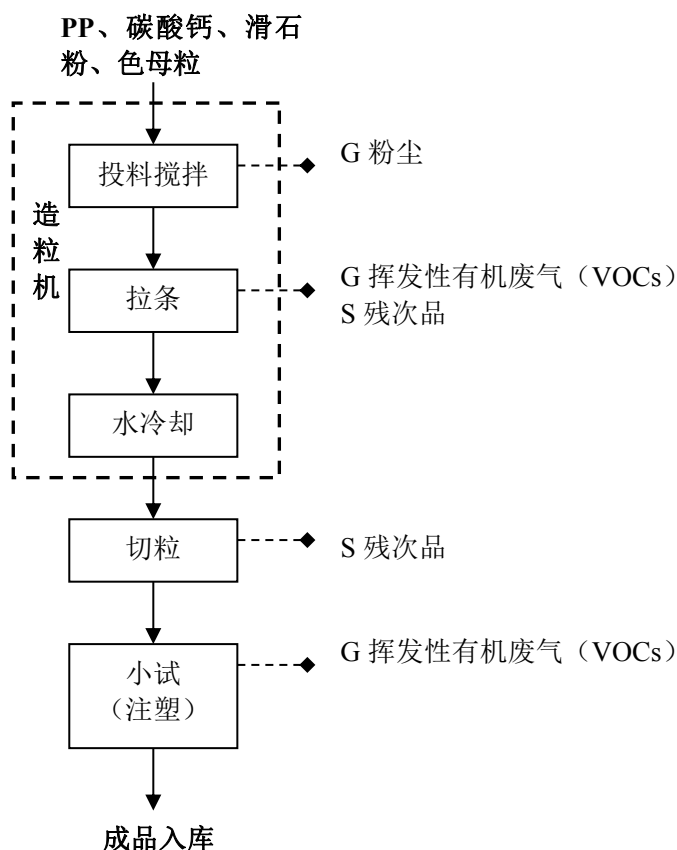 PP、碳酸钙、滑石
粉、色母粒
投料搅拌
G 粉尘
造
粒
机
拉条
G 挥发性有机废气（VOCs）
S 残次品
水冷却
切粒
S 残次品
小试
（注塑）
G 挥发性有机废气（VOCs）
成品入库